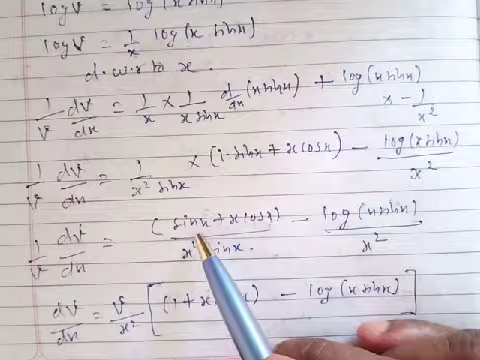 log V = log(x sinx)
log V = 1/x log(x sinx)
d.w.r to x.
1/V dV/dx = 1/x × 1/(x sinx) d/dx (x sinx) + log(x sinx) × -1/x²
1/V dV/dx = 1/(x² sinx) × (1·sinx + x cosx) - log(x sinx)/x²
1/V dV/dx = (sinx + x cosx)/(x² sinx) - log(x sinx)/x²
dV/dx = V/x² [(1 + x ) - log(x sinx)]